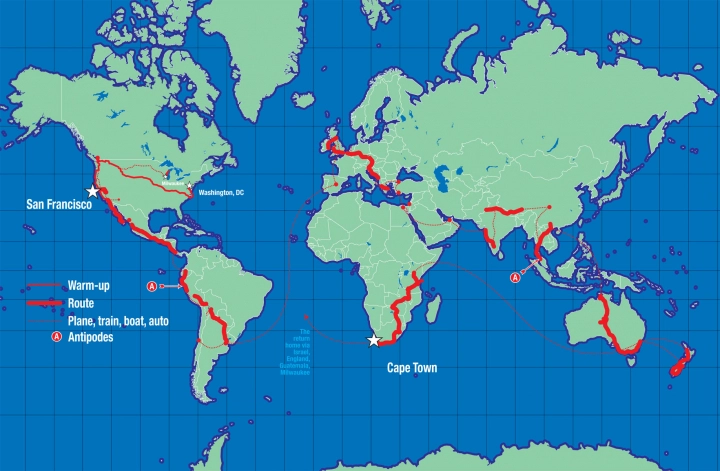 Milwaukee
Washington, DC
San Francisco
A
A
Warm-up
Route
Plane, train, boat, auto
A Antipodes
The
return
home via
Israel,
England,
Guatemala,
Milwaukee
Cape Town